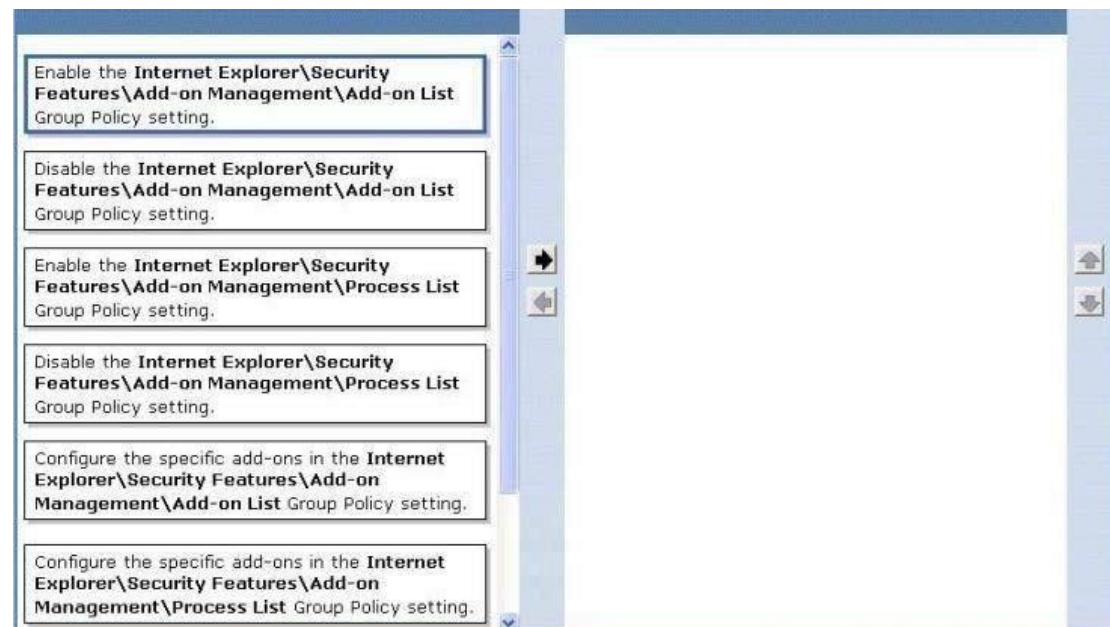 Enable the Internet Explorer\Security
Features\Add-on Management\Add-on List
Group Policy setting.
Disable the Internet Explorer\Security
Features\Add-on Management\Add-on List
Group Policy setting.
Enable the Internet Explorer\Security
Features\Add-on Management\Process List
Group Policy setting.
Disable the Internet Explorer\Security
Features\Add-on Management\Process List
Group Policy setting.
Configure the specific add-ons in the Internet
Explorer\Security Features\Add-on
Management\Add-on List Group Policy setting.
Configure the specific add-ons in the Internet
Explorer\Security Features\Add-on
Management\Process List Group Policy setting.